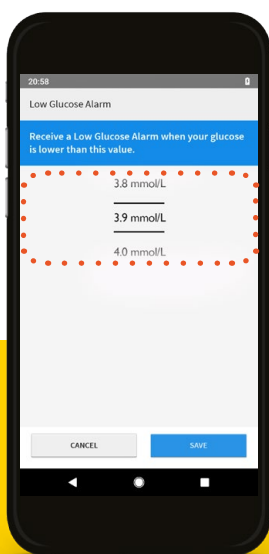 20:58
Low Glucose Alarm
Receive a Low Glucose Alarm when your glucose
is lower than this value.
3.8 mmol/L
3.9 mmol/L
4.0 mmol/L
CANCEL
SAVE